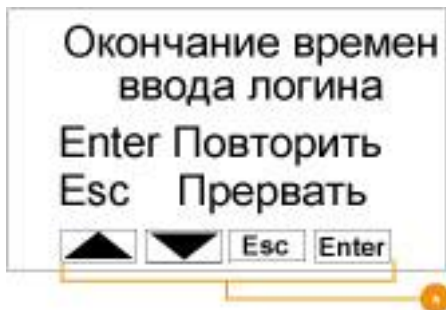 Окончание времен
ввода логина
Enter Повторить
Esc Прервать
Esc Enter